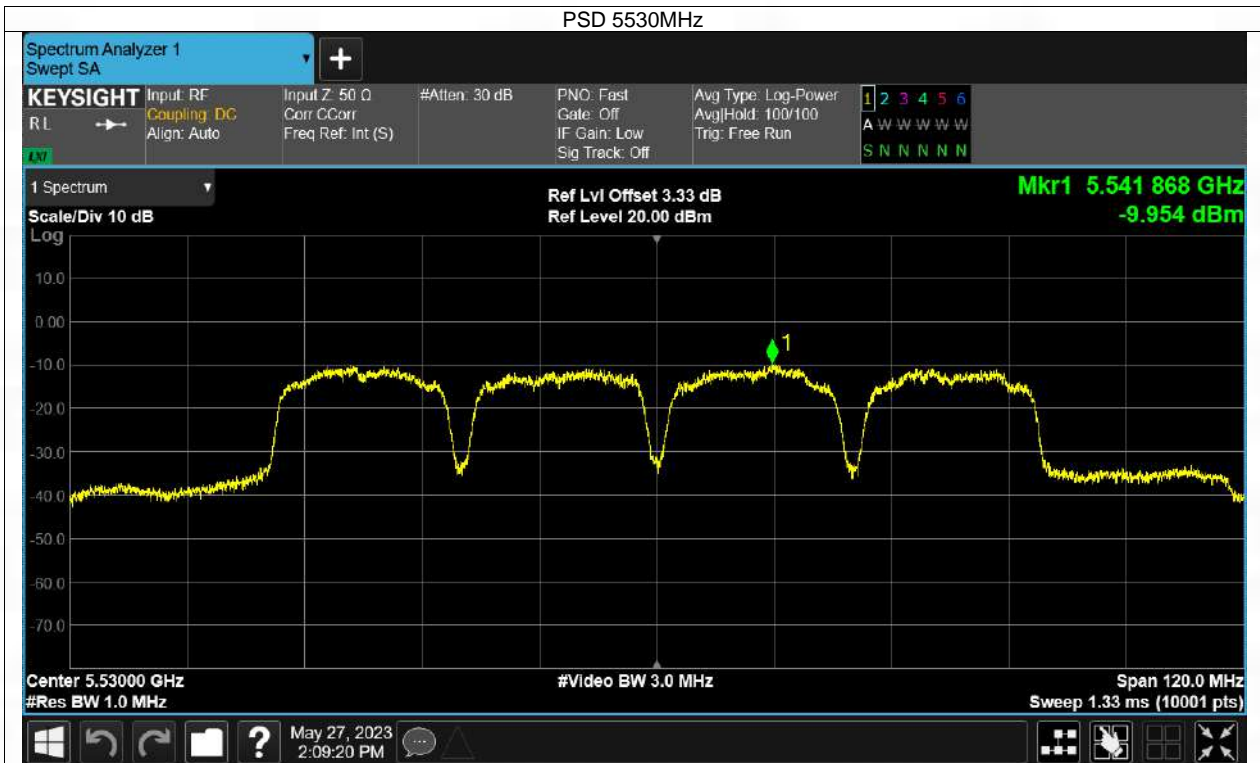 PSD 5530MHz
Spectrum Analyzer 1
Swept SA
+
KEYSIGHT
RL
LXI
Input: RF
Coupling: DC
Align: Auto
Input Z: 50 Ω
Corr CCorr
Freq Ref: Int (S)
#Atten: 30 dB
PNO: Fast
Gate: Off
IF Gain: Low
Sig Track: Off
Avg Type: Log-Power
Avg|Hold: 100/100
Trig: Free Run
1 2 3 4 5 6
A W W W W W
S N N N N N
1 Spectrum
Scale/Div 10 dB
Log
Ref Lvl Offset 3.33 dB
Ref Level 20.00 dBm
Mkr1 5.541 868 GHz
-9.954 dBm
10.0
0.00
-10.0
-20.0
-30.0
-40.0
-50.0
-60.0
-70.0
1
Center 5.53000 GHz
#Res BW 1.0 MHz
#Video BW 3.0 MHz
Span 120.0 MHz
Sweep 1.33 ms (10001 pts)
?
May 27, 2023
2:09:20 PM